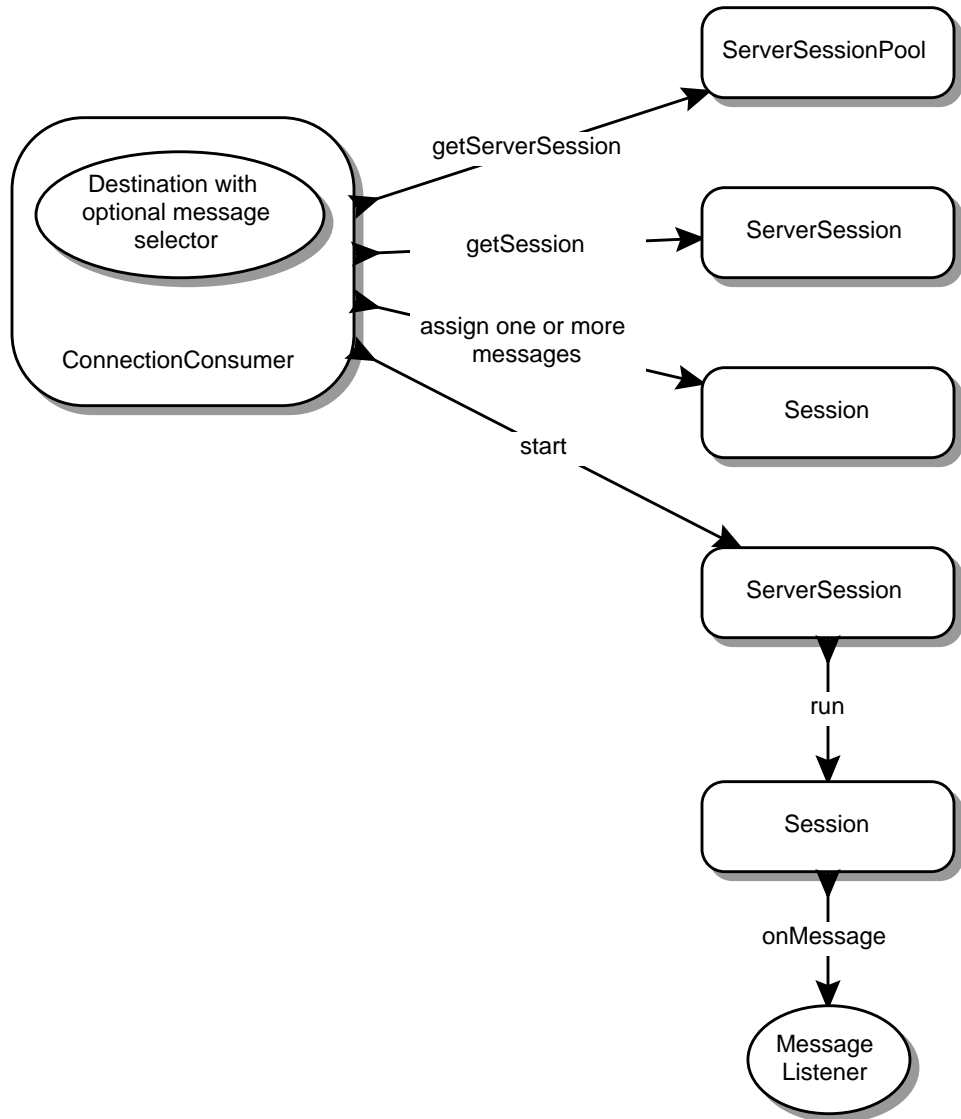 ServerSessionPool
getServerSession
Destination with
optional message
selector
ServerSession
getSession
assign one or more
messages
ConnectionConsumer
Session
start
ServerSession
run
Session
onMessage
Message
Listener